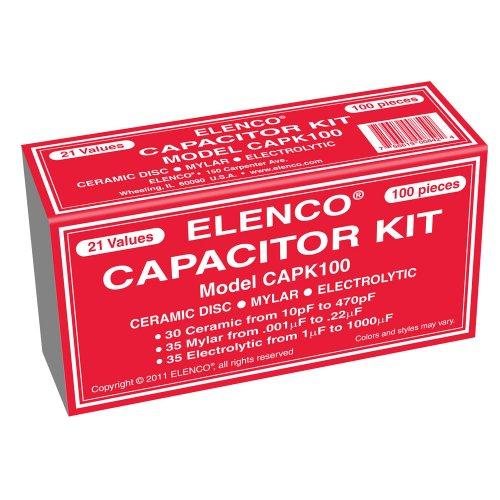 21 Values
ELENCO®
CAPACITOR KIT
MODEL CAPK100
100 pieces
CERAMIC DISC • MYLAR • ELECTROLYTIC
ELENCO® • 150 Carpenter Ave.
Wheeling, IL 60090 U.S.A. • www.elenco.com
21 Values
ELENCO®
100 pieces
CAPACITOR KIT
Model CAPK100
CERAMIC DISC • MYLAR • ELECTROLYTIC
• 30 Ceramic from 10pF to 470pF
• 35 Mylar from .001µF to .22µF
• 35 Electrolytic from 1µF to 1000µF
Colors and styles may vary.
Copyright © 2011 ELENCO®, all rights reserved